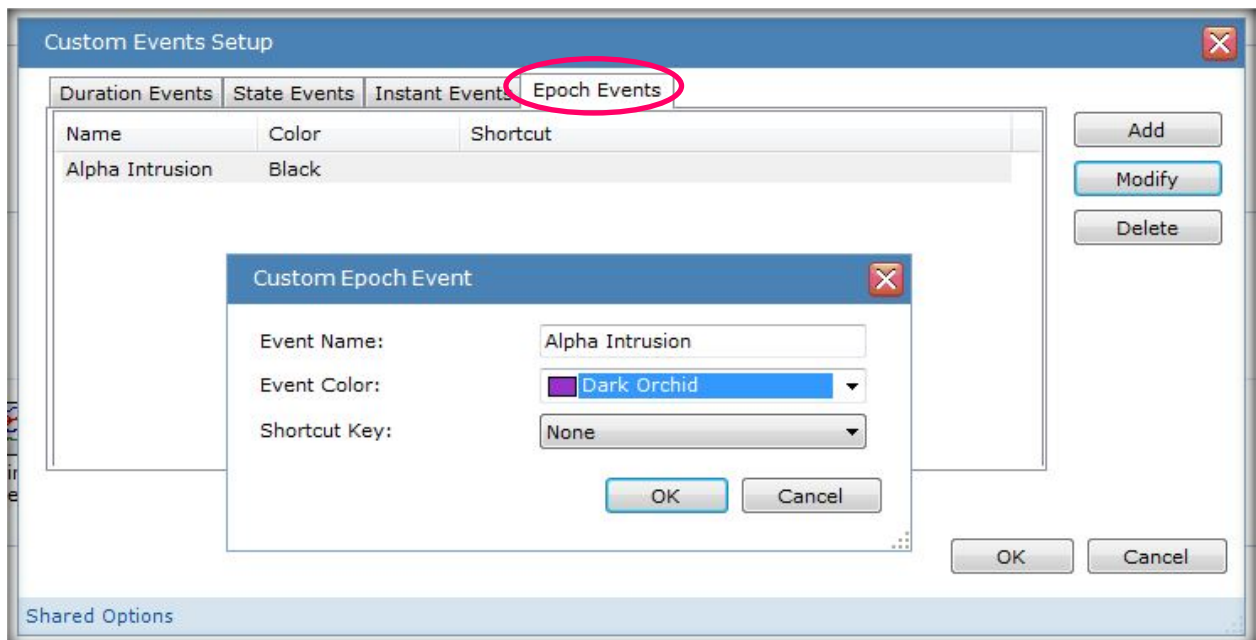 Custom Events Setup
Duration Events State Events Instant Events Epoch Events
Name Color Shortcut
Alpha Intrusion Black
Add
Modify
Delete
Custom Epoch Event
Event Name: Alpha Intrusion
Event Color: Dark Orchid
Shortcut Key: None
OK Cancel
OK Cancel
Shared Options